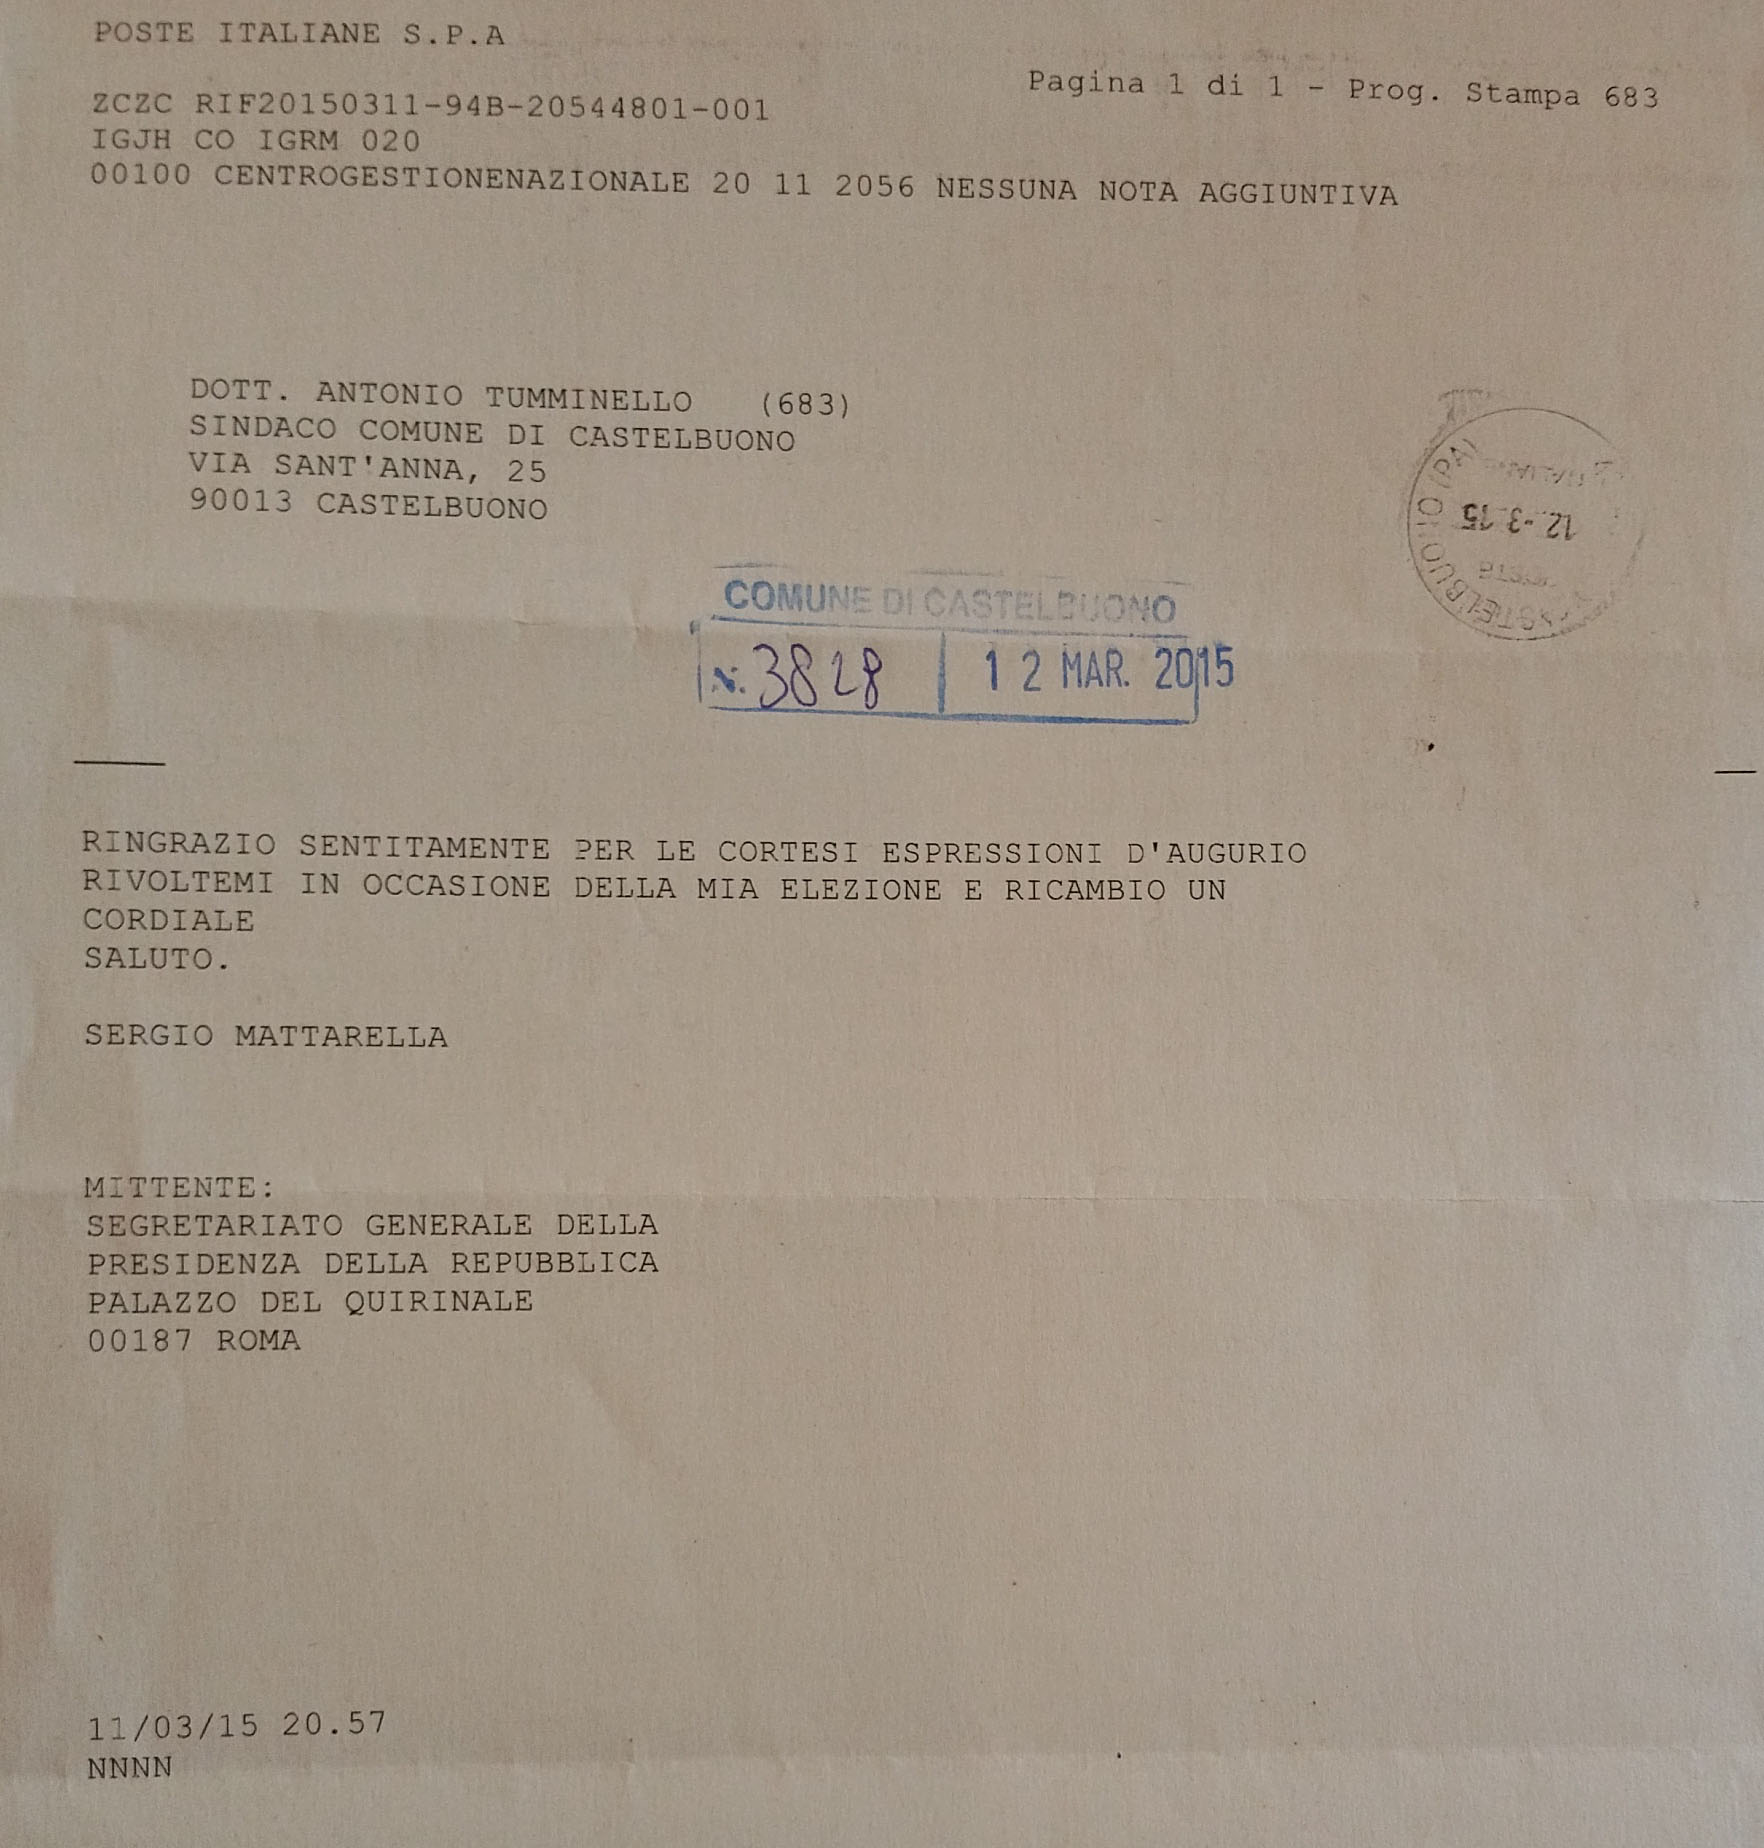 POSTE ITALIANE S.P.A
Pagina 1 di 1 - Prog. Stampa 683
ZCZC RIF20150311-94B-20544801-001
IGJH CO IGRM 020
00100 CENTROGESTIONENAZIONALE 20 11 2056 NESSUNA NOTA AGGIUNTIVA
DOTT. ANTONIO TUMMINELLO (683)
SINDACO COMUNE DI CASTELBUONO
VIA SANT'ANNA, 25
90013 CASTELBUONO
12-3-15
COMUNE DI CASTELBUONO
N. 3828 12 MAR. 2015
RINGRAZIO SENTITAMENTE PER LE CORTESI ESPRESSIONI D'AUGURIO
RIVOLTEMI IN OCCASIONE DELLA MIA ELEZIONE E RICAMBIO UN
CORDIALE
SALUTO.
SERGIO MATTARELLA
MITTENTE:
SEGRETARIATO GENERALE DELLA
PRESIDENZA DELLA REPUBBLICA
PALAZZO DEL QUIRINALE
00187 ROMA
11/03/15 20.57
NNNN